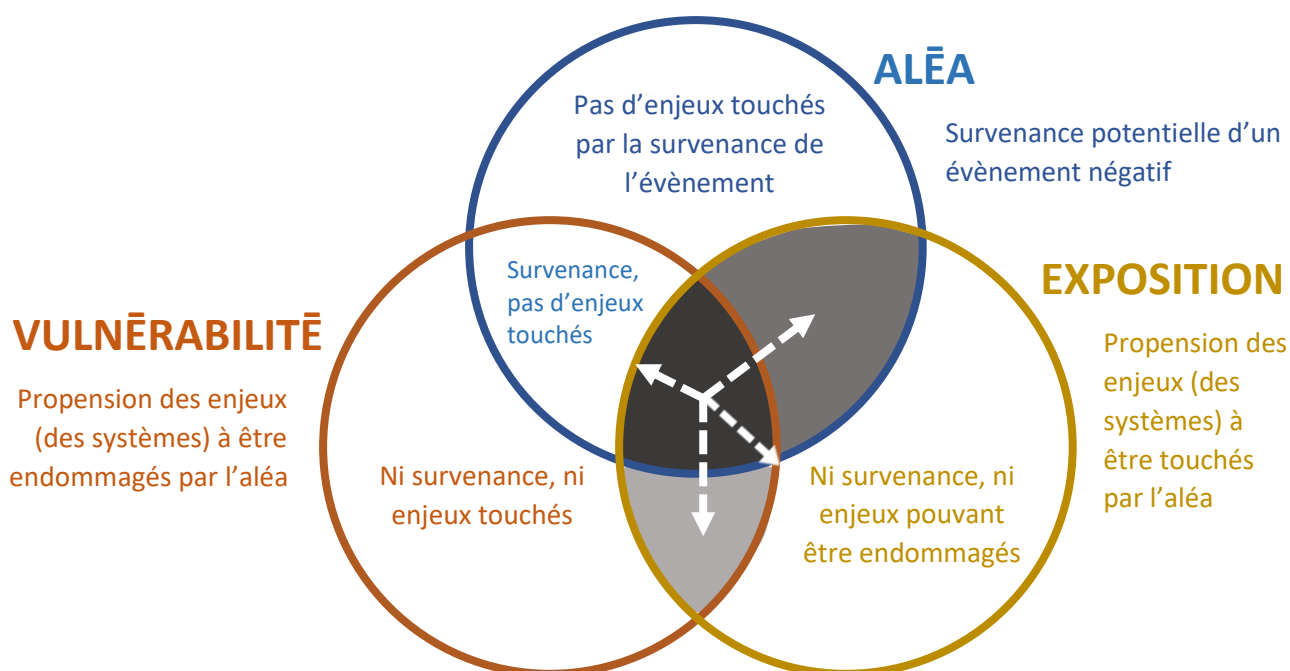 ALĒA
Pas d’enjeux touchés
par la survenance de
l’évènement
Survenance potentielle d’un
évènement négatif
Survenance,
pas d’enjeux
touchés
EXPOSITION
Propension des
enjeux (des
systèmes) à
être touchés
par l’aléa
VULNĒRABILITĒ
Propension des enjeux
(des systèmes) à être
endommagés par l’aléa
Ni survenance, ni
enjeux touchés
Ni survenance, ni
enjeux pouvant
être endommagés